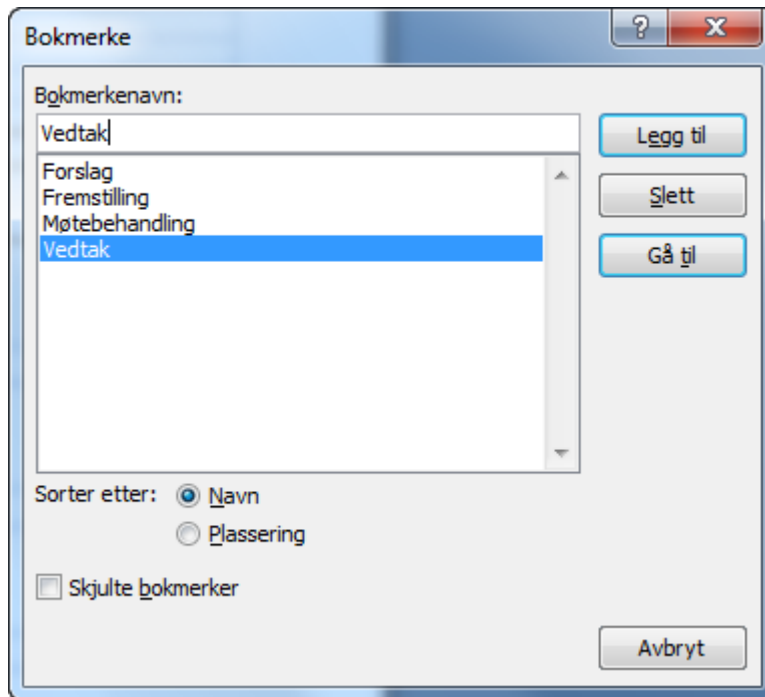 Bokmerke
Bokmerkenavn:
Vedtak
Legg til
Forslag
Fremstilling
Møtebehandling
Vedtak
Slett
Gå til
Sorter etter:
Navn
Plassering
Skjulte bokmerker
Avbryt